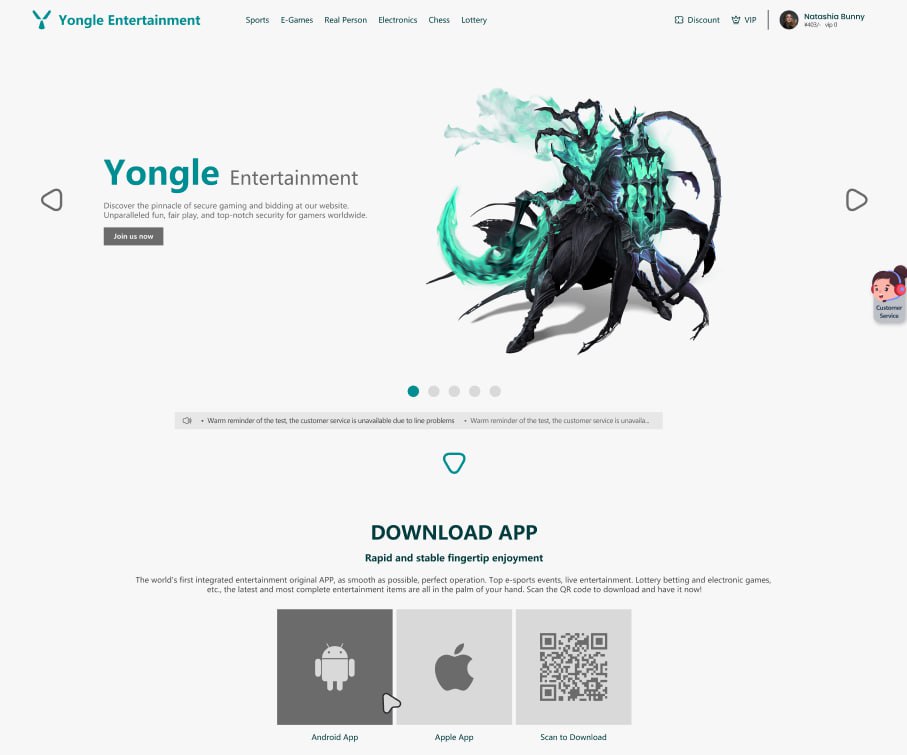 Yongle Entertainment
Sports E-Games Real Person Electronics Chess Lottery
Discount VIP
Natashia Bunny
vip 0
Yongle Entertainment
Discover the pinnacle of secure gaming and bidding at our website.
Unparalleled fun, fair play, and top-notch security for gamers worldwide.
Join us now
Customer
Service
• Warm reminder of the test, the customer service is unavailable due to line problems • Warm reminder of the test, the customer service is unavaila...
DOWNLOAD APP
Rapid and stable fingertip enjoyment
The world's first integrated entertainment original APP, as smooth as possible, perfect operation. Top e-sports events, live entertainment. Lottery betting and electronic games,
etc., the latest and most complete entertainment items are all in the palm of your hand. Scan the QR code to download and have it now!
Android App
Apple App
Scan to Download